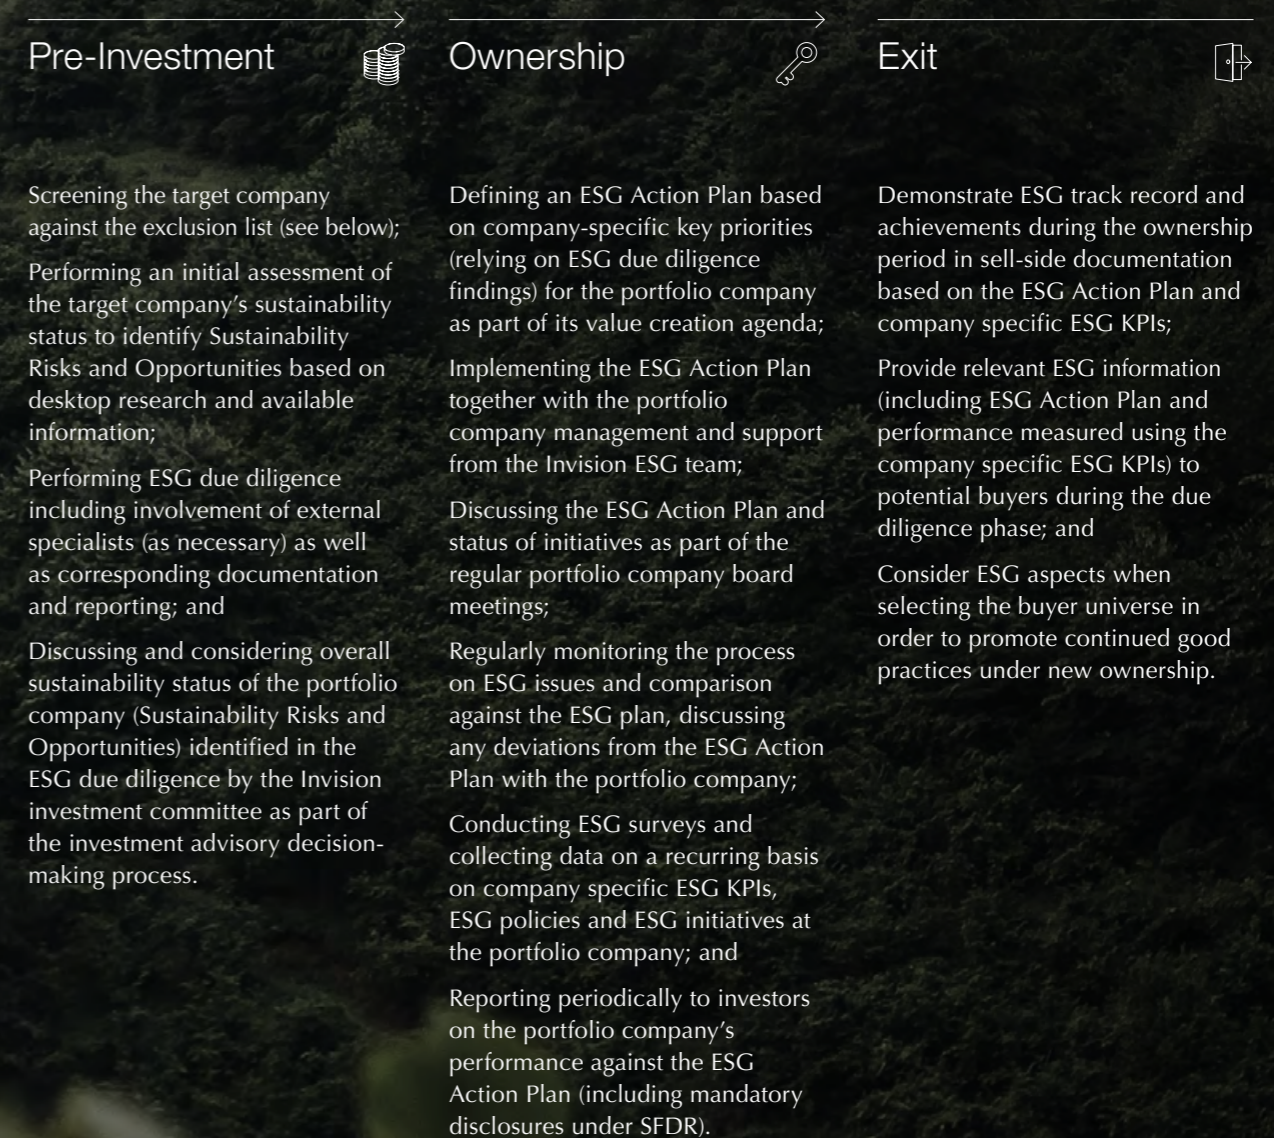 Pre-Investment
Screening the target company
against the exclusion list (see below);
Performing an initial assessment of
the target company's sustainability
status to identify Sustainability
Risks and Opportunities based on
desktop research and available
information;
Performing ESG due diligence
including involvement of external
specialists (as necessary) as well
as corresponding documentation
and reporting; and
Discussing and considering overall
sustainability status of the portfolio
company (Sustainability Risks and
Opportunities) identified in the
ESG due diligence by the Invision
investment committee as part of
the investment advisory decision-
making process.
Ownership
Defining an ESG Action Plan based
on company-specific key priorities
(relying on ESG due diligence
findings) for the portfolio company
as part of its value creation agenda;
Implementing the ESG Action Plan
together with the portfolio
company management and support
from the Invision ESG team;
Discussing the ESG Action Plan and
status of initiatives as part of the
regular portfolio company board
meetings;
Regularly monitoring the process
on ESG issues and comparison
against the ESG plan, discussing
any deviations from the ESG Action
Plan with the portfolio company;
Conducting ESG surveys and
collecting data on a recurring basis
on company specific ESG KPIs,
ESG policies and ESG initiatives at
the portfolio company; and
Reporting periodically to investors
on the portfolio company's
performance against the ESG
Action Plan (including mandatory
disclosures under SFDR).
Exit
Demonstrate ESG track record and
achievements during the ownership
period in sell-side documentation
based on the ESG Action Plan and
company specific ESG KPIs;
Provide relevant ESG information
(including ESG Action Plan and
performance measured using the
company specific ESG KPIs) to
potential buyers during the due
diligence phase; and
Consider ESG aspects when
selecting the buyer universe in
order to promote continued good
practices under new ownership.